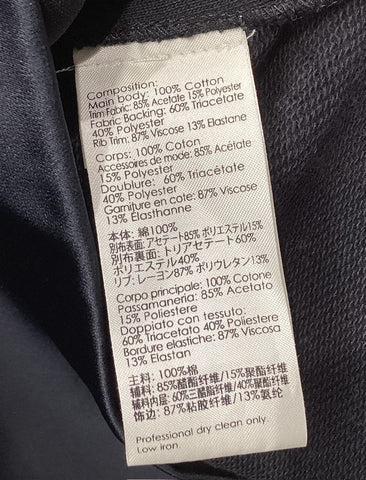 Composition:
Main body: 100% Cotton
Trim Fabric: 85% Acetate 15% Polyester
Fabric Backing: 60% Triacetate
40% Polyester
Rib Trim: 87% Viscose 13% Elastane
Corps: 100% Coton
Accessoires de mode: 85% Acélate
15% Polyester
Doublure: 60% Triacétate
40% Polyester
Garniture en cote: 87% Viscose
13% Élasthanne
本体: 綿100%
別布表面: アセテート85% ポリエステル15%
別布裏面: トリアセテート60%
ポリエステル40%
リブ: レーヨン87% ポリウレタン13%
Corpo principale: 100% Cotone
Passamaneria: 85% Acetato
15% Poliestere
Doppiato con tessuto:
60% Triacetato 40% Poliestere
Bordure elastiche: 87% Viscosa
13% Elastan
主料: 100%棉
辅料: 85%醋酯纤维/15%聚酯纤维
辅料内层: 60%三醋酯纤维/40%聚酯纤维
饰边: 87%粘胶纤维/13%氨纶
Professional dry clean only.
Low iron.